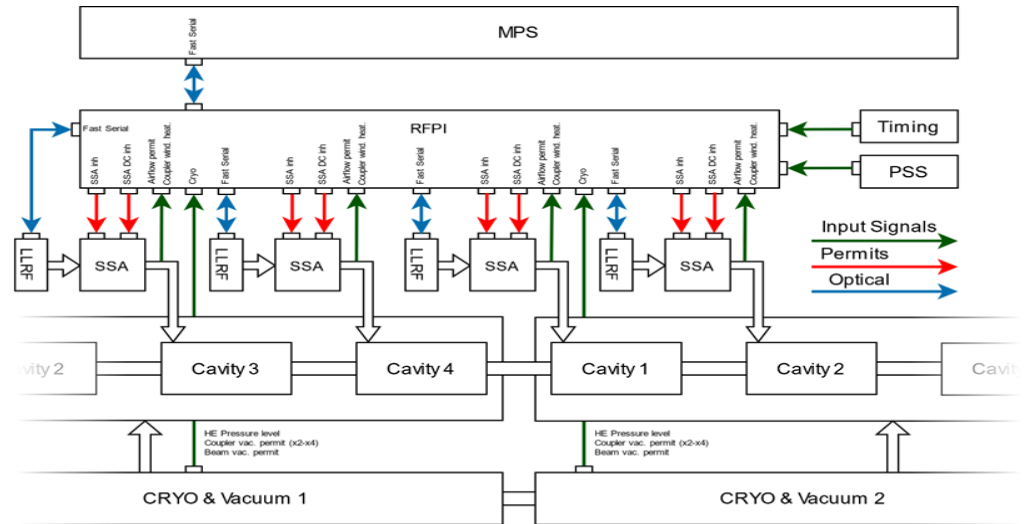 MPS
Fast Serial
Fast Serial
RFPI
SSA inh
SSA DC inh
Airflow permit
Coupler wind. heat.
Cryo
Fast Serial
SSA inh
SSA DC inh
Airflow permit
Coupler wind. heat.
Fast Serial
SSA inh
SSA DC inh
Airflow permit
Coupler wind. heat.
Cryo
Fast Serial
SSA inh
SSA DC inh
Airflow permit
Coupler wind. heat.
Timing
PSS
Input Signals
Permits
Optical
LLRF
SSA
LLRF
SSA
LLRF
SSA
LLRF
SSA
vity 2
Cavity 3
Cavity 4
Cavity 1
Cavity 2
Cavit
HE Pressure level
Coupler vac. permit (x2-x4)
Beam vac. permit
HE Pressure level
Coupler vac. permit (x2-x4)
Beam vac. permit
CRYO & Vacuum 1
CRYO & Vacuum 2